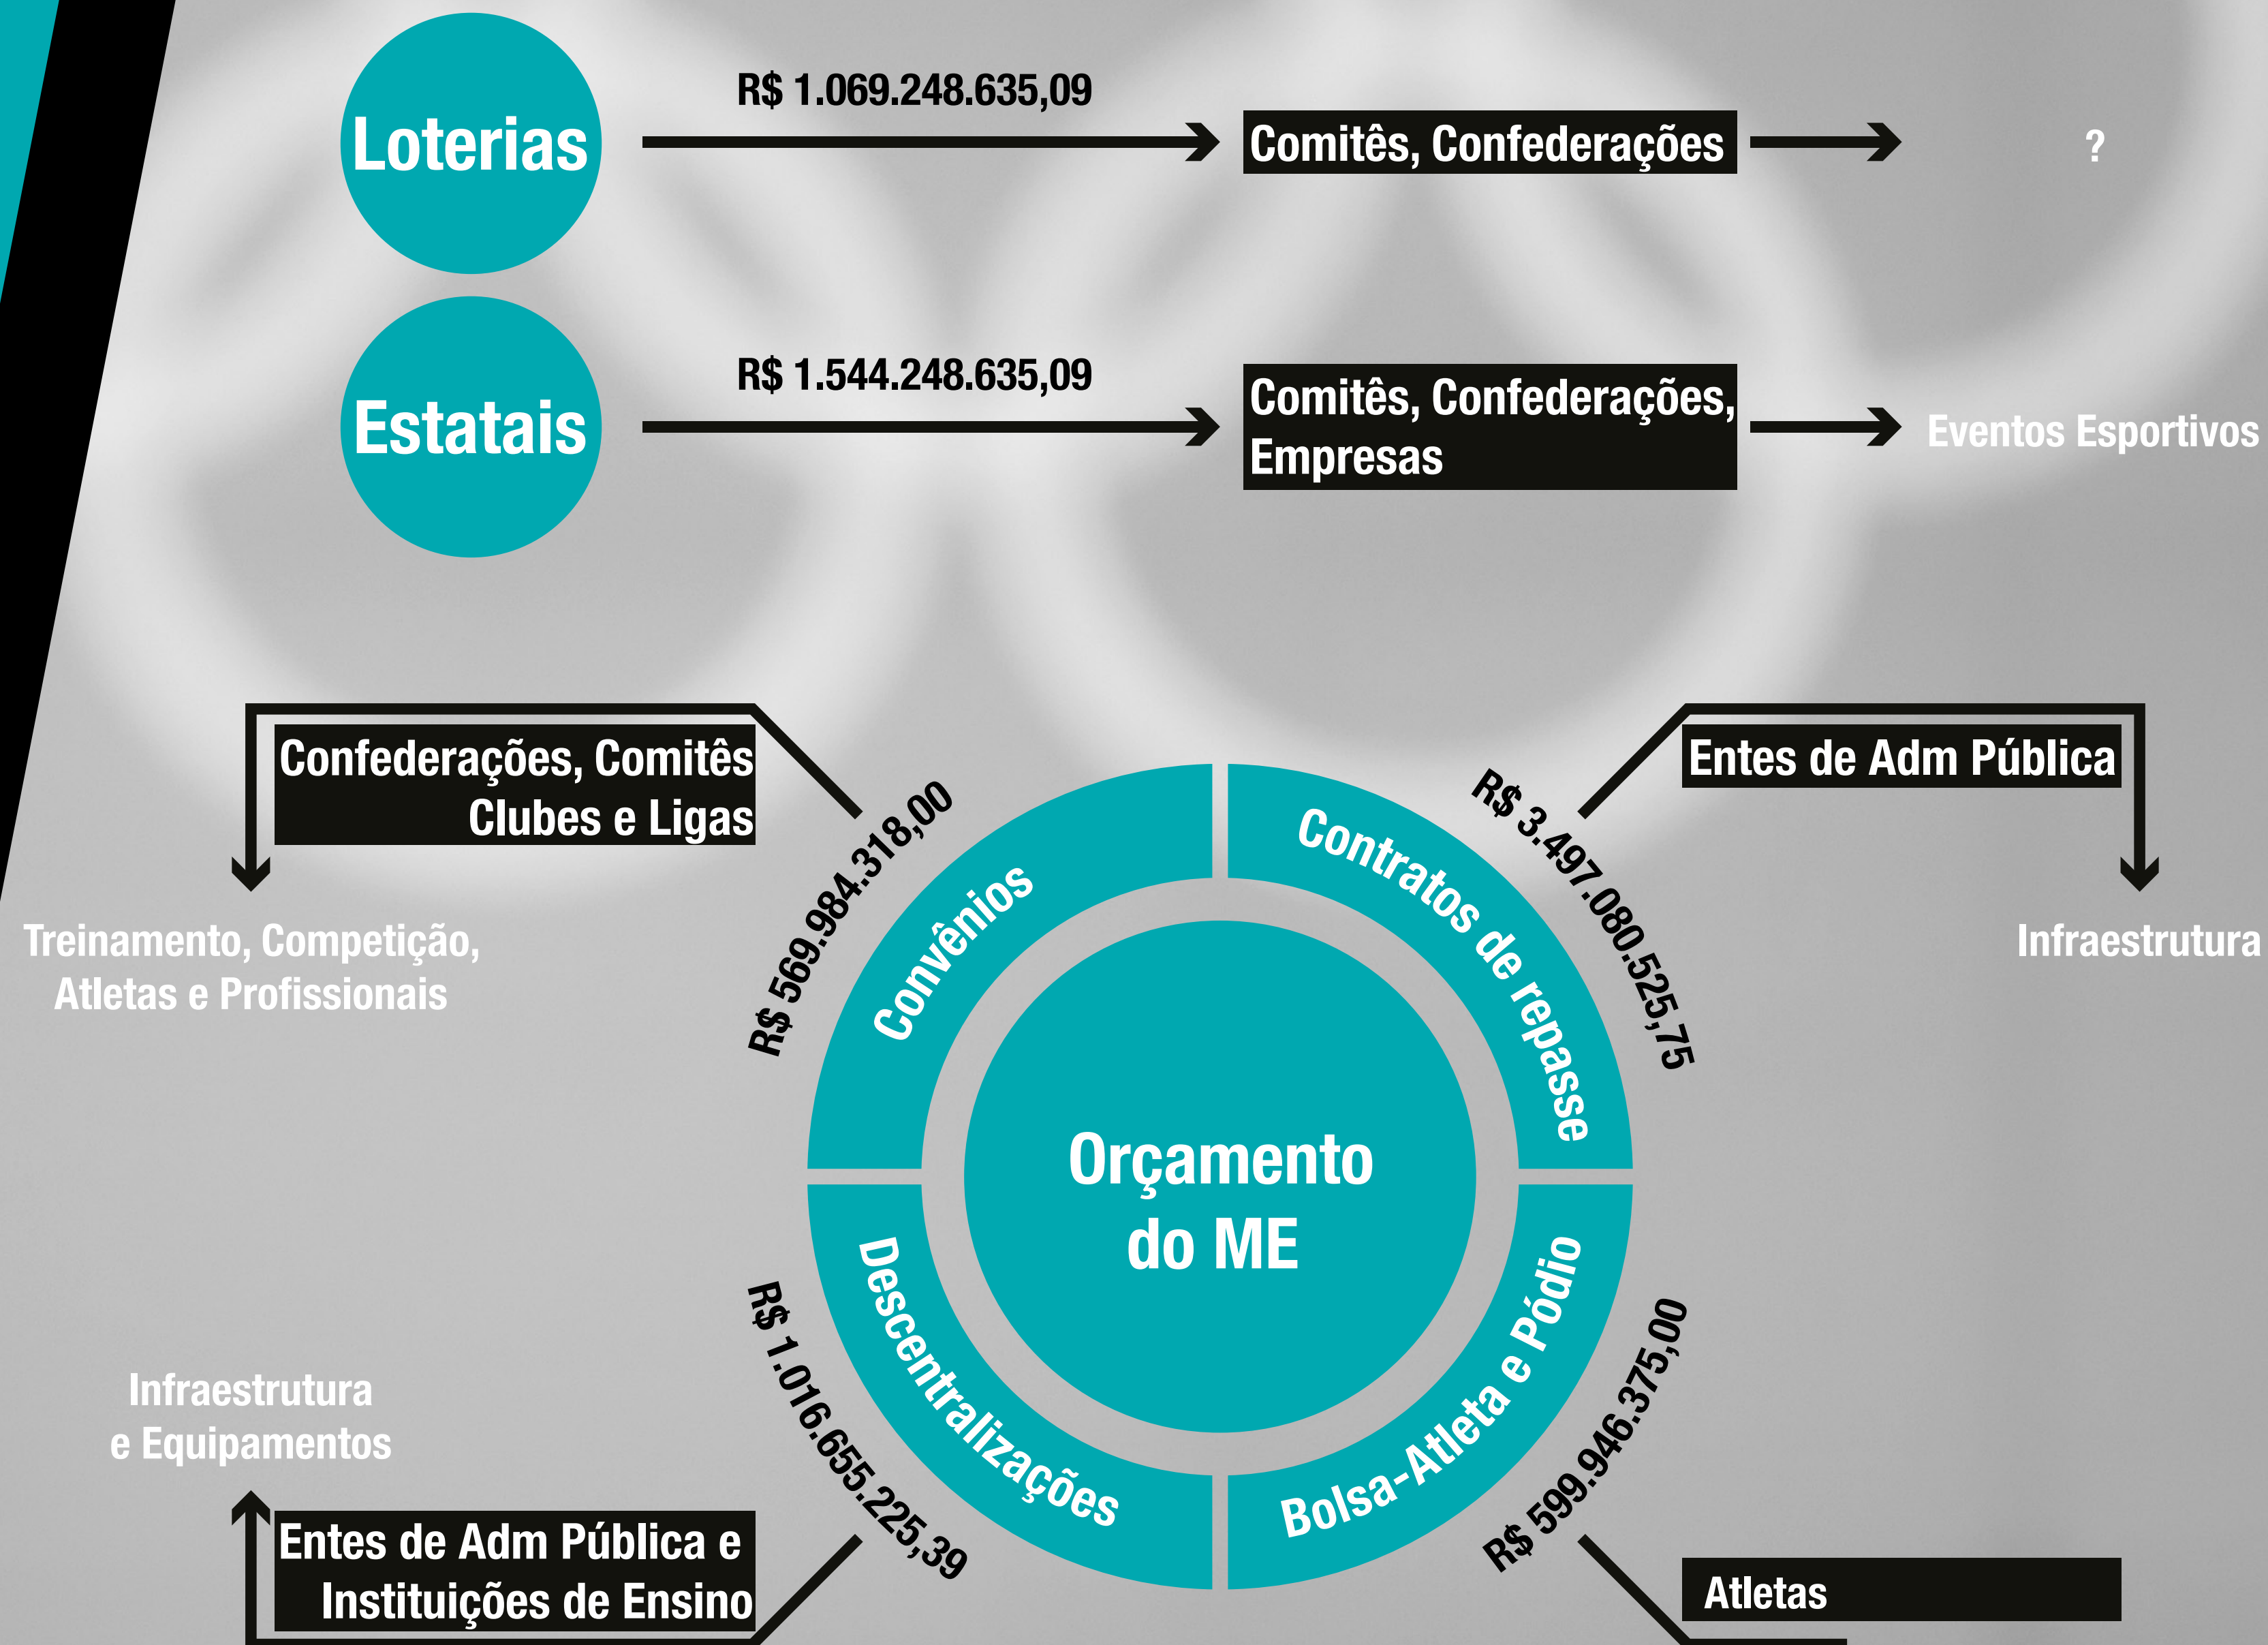 Loterias
R$ 1.069.248.635,09
Comitês, Confederações
?
Estatais
R$ 1.544.248.635,09
Comitês, Confederações,
Empresas
Eventos Esportivos
Confederações, Comitês
Clubes e Ligas
Treinamento, Competição,
Atletas e Profissionais
R$ 569.984.318,00
Convênios
Contratos de repasse
R$ 3.497.080.525,75
Entes de Adm Pública
Infraestrutura
Orçamento
do ME
Descentralizações
R$ 1.016.655.225,39
Infraestrutura
e Equipamentos
Entes de Adm Pública e
Instituições de Ensino
Bolsa-Atleta e Pódio
R$ 599.946.375,00
Atletas